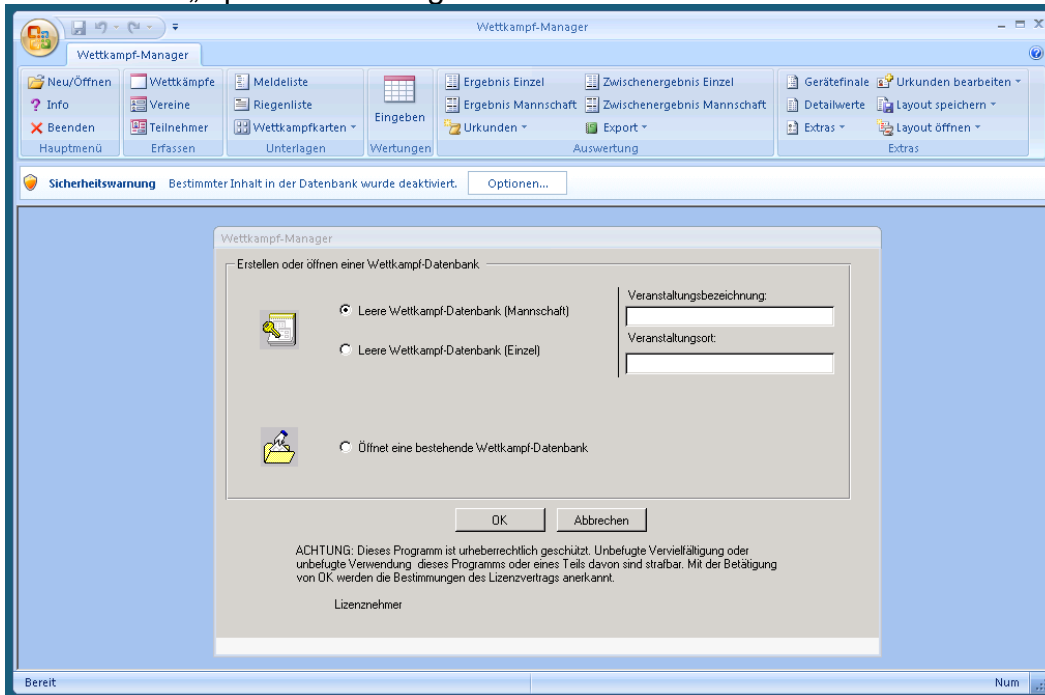 Wettkampf-Manager
Wettkampf-Manager
Neu/Öffnen
Info
Beenden
Hauptmenü
Wettkämpfe
Vereine
Teilnehmer
Erfassen
Meldeliste
Riegenliste
Wettkampfkarten
Unterlagen
Eingeben
Wertungen
Ergebnis Einzel
Ergebnis Mannschaft
Urkunden
Zwischenergebnis Einzel
Zwischenergebnis Mannschaft
Export
Auswertung
Gerätefinale
Detailwerte
Extras
Urkunden bearbeiten
Layout speichern
Layout öffnen
Extras
Sicherheitswarnung Bestimmter Inhalt in der Datenbank wurde deaktiviert. Optionen...
Wettkampf-Manager
Erstellen oder öffnen einer Wettkampf-Datenbank
Leere Wettkampf-Datenbank (Mannschaft)
Leere Wettkampf-Datenbank (Einzel)
Veranstaltungsbezeichnung:
Veranstaltungsort:
Öffnet eine bestehende Wettkampf-Datenbank
OK Abbrechen
ACHTUNG: Dieses Programm ist urheberrechtlich geschützt. Unbefugte Vervielfältigung oder
unbefugte Verwendung dieses Programms oder eines Teils davon sind strafbar. Mit der Betätigung
von OK werden die Bestimmungen des Lizenzvertrags anerkannt.
Lizenznehmer
Bereit Num